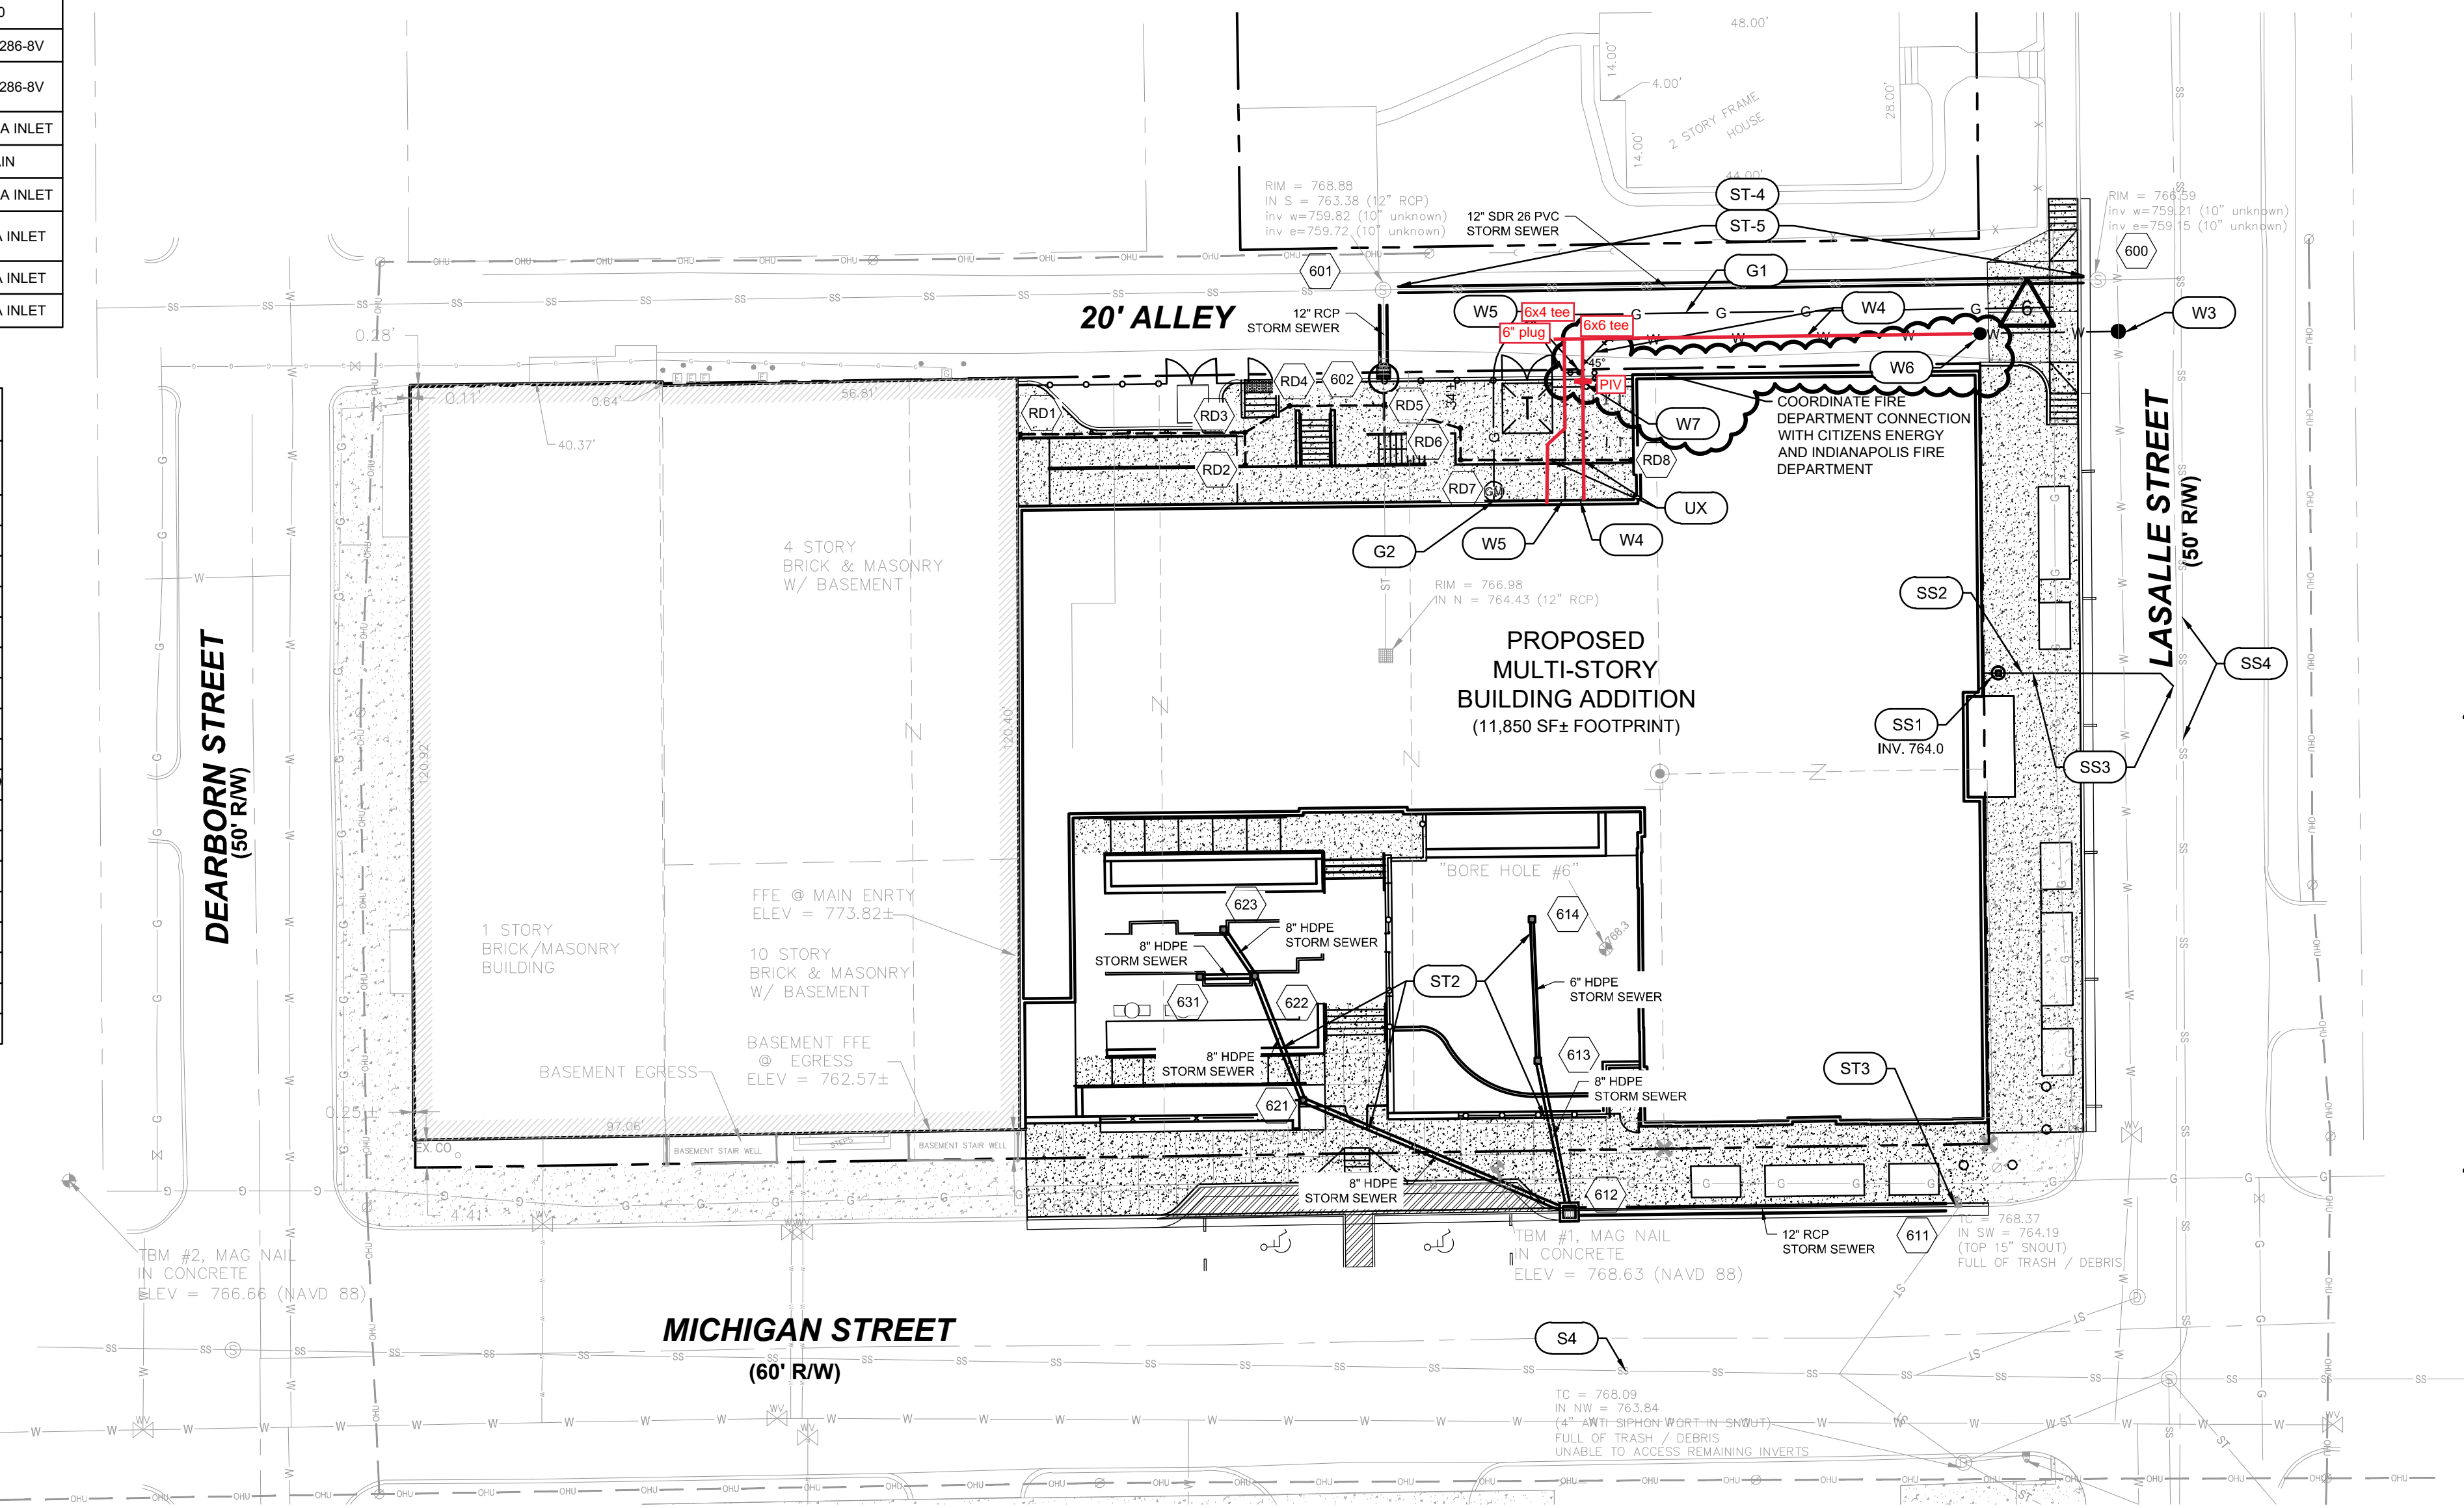 0
286-8V
286-8V
A INLET
AIN
A INLET
A INLET
A INLET
A INLET
48.00'
14.00'
4.00'
2 STORY FRAME
HOUSE
28.00'
14.00'
44.00'
RIM = 768.88
IN S = 763.38 (12" RCP)
inv w=759.82 (10" unknown)
inv e=759.72 (10" unknown)
12" SDR 26 PVC
STORM SEWER
ST-4
ST-5
RIM = 766.59
inv w=759.21 (10" unknown)
inv e=759.15 (10" unknown)
600
601
G1
W5
6x4 tee
6" plug
6x6 tee
W4
6
W3
20' ALLEY
12" RCP
STORM SEWER
45°
PIV
W6
0.28'
0.11'
0.64'
56.81'
40.37'
RD1
RD3
RD4
602
RD5
34'±
T
W7
COORDINATE FIRE
DEPARTMENT CONNECTION
WITH CITIZENS ENERGY
AND INDIANAPOLIS FIRE
DEPARTMENT
RD2
RD6
RD7
GM
RD8
UX
G2
W5
W4
LASALLE STREET
(50' R/W)
4 STORY
BRICK & MASONRY
W/ BASEMENT
RIM = 766.98
IN N = 764.43 (12" RCP)
ST
PROPOSED
MULTI-STORY
BUILDING ADDITION
(11,850 SF± FOOTPRINT)
SS2
SS4
SS1
INV. 764.0
SS3
DEARBORN STREET
(50' R/W)
120.92
120.40'
FFE @ MAIN ENRTY
ELEV = 773.82±
1 STORY
BRICK/MASONRY
BUILDING
10 STORY
BRICK & MASONRY
W/ BASEMENT
BASEMENT FFE
@ EGRESS
ELEV = 762.57±
BASEMENT EGRESS
0.25'±
97.06'
EX. CO
BASEMENT STAIR WELL
STEPS
BASEMENT STAIR WELL
4.41'
"BORE HOLE #6"
768.3
623
8" HDPE
STORM SEWER
8" HDPE
STORM SEWER
614
ST2
631
622
6" HDPE
STORM SEWER
8" HDPE
STORM SEWER
613
8" HDPE
STORM SEWER
ST3
621
8" HDPE
STORM SEWER
612
12" RCP
STORM SEWER
611
TC = 768.37
IN SW = 764.19
(TOP 15" SNOUT)
FULL OF TRASH / DEBRIS
TBM #2, MAG NAIL
IN CONCRETE
ELEV = 766.66 (NAVD 88)
TBM #1, MAG NAIL
IN CONCRETE
ELEV = 768.63 (NAVD 88)
MICHIGAN STREET
(60' R/W)
S4
TC = 768.09
IN NW = 763.84
(4" ANTI SIPHON PORT IN SNOUT)
FULL OF TRASH / DEBRIS
UNABLE TO ACCESS REMAINING INVERTS